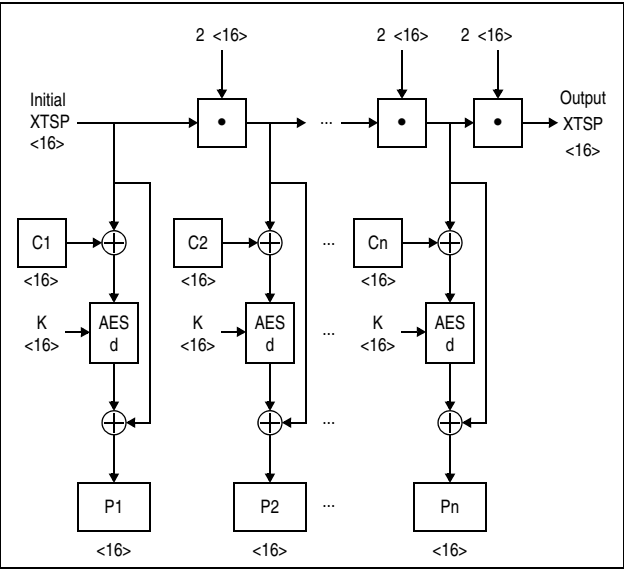 2 <16> 2 <16> 2 <16>
Initial
XTSP
<16>
• ... • •
Output
XTSP
<16>
C1 C2 ... Cn
<16> <16> <16>
K
<16>
AES
d
K
<16>
AES
d
...
K
<16>
AES
d
...
P1 P2 ... Pn
<16> <16> <16>